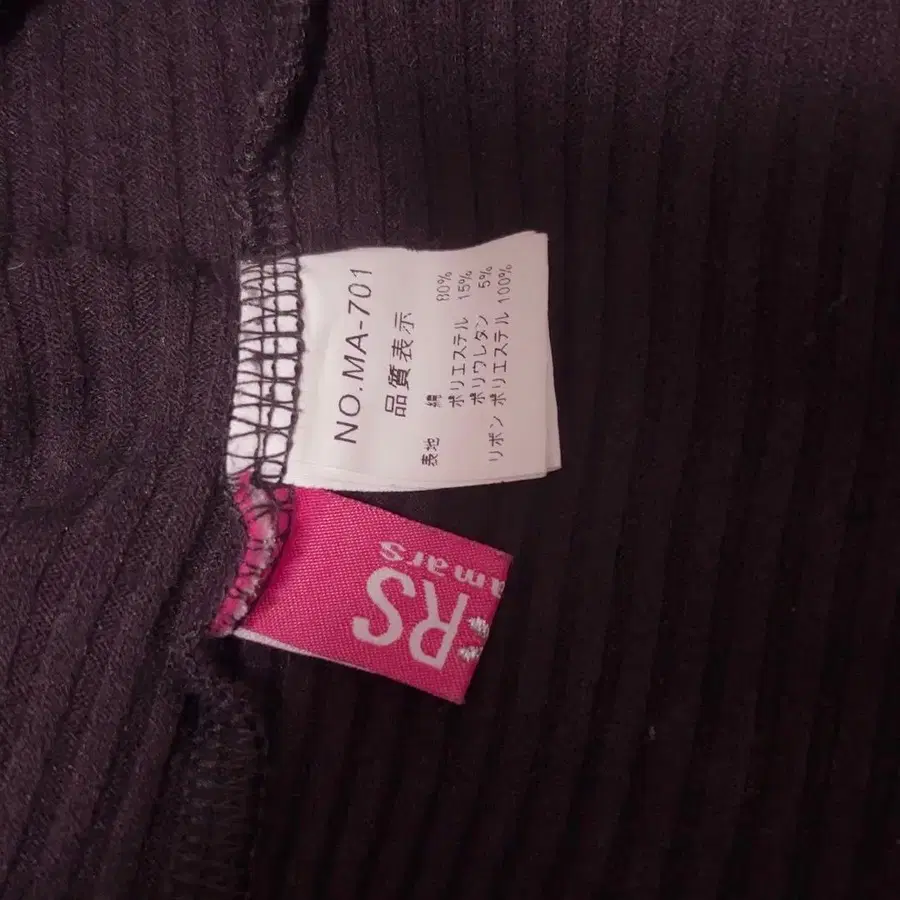 NO.MA-701
品質表示
表地 綿 80%
ポリエステル 15%
ポリウレタン 5%
リボン ポリエステル 100%
RS
amars